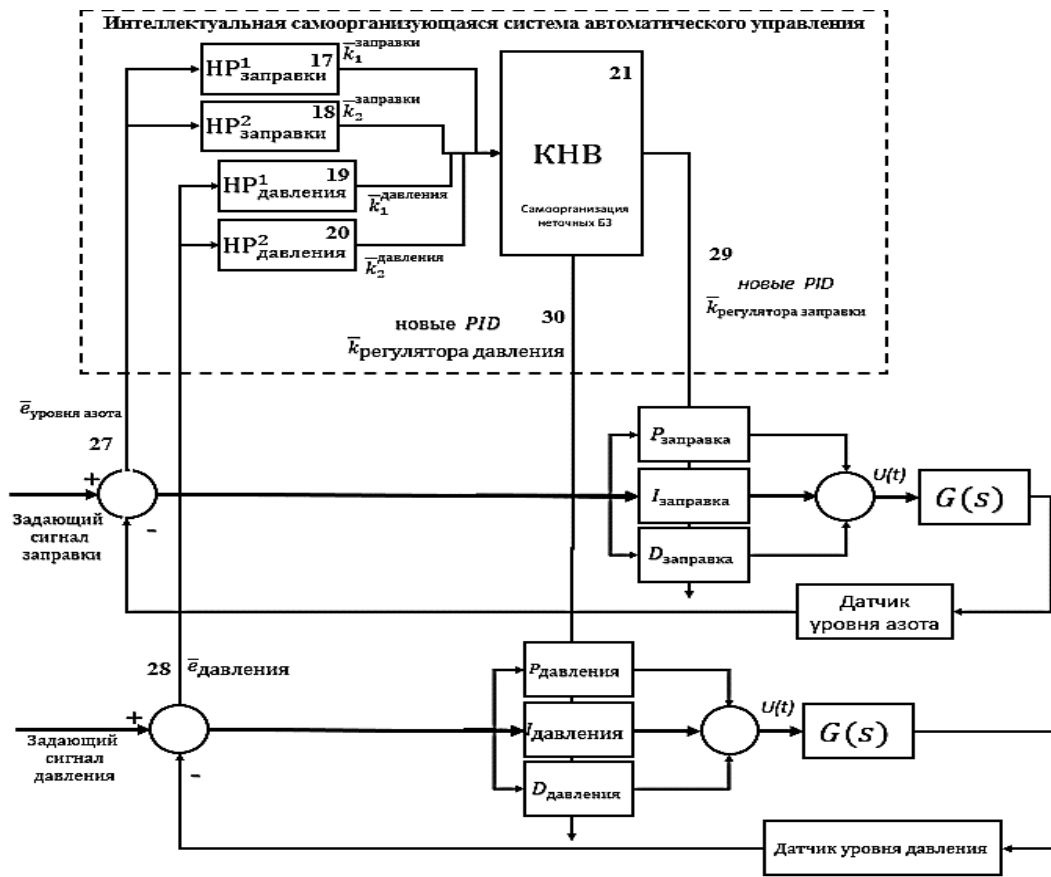 Интеллектуальная самоорганизующаяся система автоматического управления
НР¹заправки 17
k̅₁заправки
НР²заправки 18
k̅₂заправки
НР¹давления 19
k̅₁давления
НР²давления 20
k̅₂давления
21
КНВ
Самоорганизация
неточных БЗ
29
новые PID
k̅регулятора заправки
30
новые PID
k̅регулятора давления
e̅уровня азота
27
+
-
Задающий
сигнал
заправки
Pзаправка
Iзаправка
Dзаправка
U(t)
G(s)
Датчик
уровня азота
28
e̅давления
+
-
Задающий
сигнал
давления
Pдавления
Iдавления
Dдавления
U(t)
G(s)
Датчик уровня давления